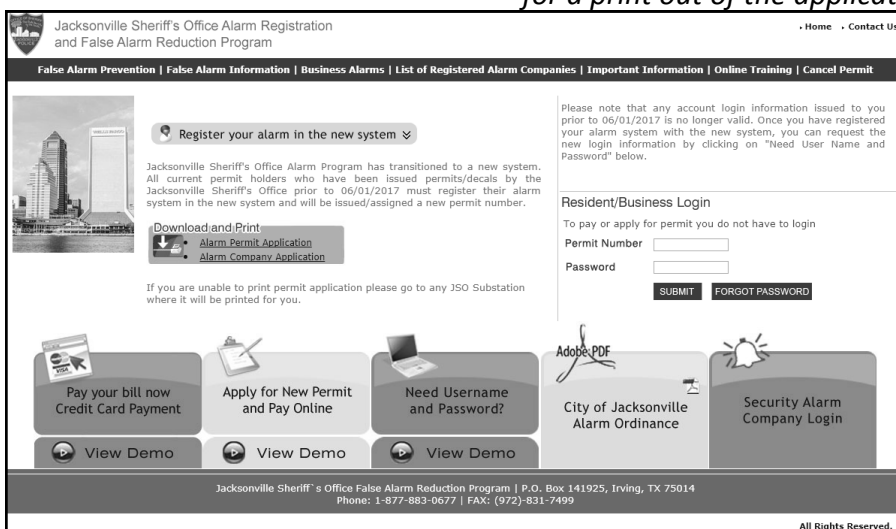 for a print out of the applicat
Jacksonville Sheriff's Office Alarm Registration
and False Alarm Reduction Program
Home Contact Us
False Alarm Prevention | False Alarm Information | Business Alarms | List of Registered Alarm Companies | Important Information | Online Training | Cancel Permit
Register your alarm in the new system
Jacksonville Sheriff's Office Alarm Program has transitioned to a new system.
All current permit holders who have been issued permits/decals by the
Jacksonville Sheriff's Office prior to 06/01/2017 must register their alarm
system in the new system and will be issued/assigned a new permit number.
Download and Print
• Alarm Permit Application
• Alarm Company Application
If you are unable to print permit application please go to any JSO Substation
where it will be printed for you.
Please note that any account login information issued to you
prior to 06/01/2017 is no longer valid. Once you have registered
your alarm system with the new system, you can request the
new login information by clicking on "Need User Name and
Password" below.
Resident/Business Login
To pay or apply for permit you do not have to login
Permit Number
Password
SUBMIT FORGOT PASSWORD
VISA
Pay your bill now
Credit Card Payment
View Demo
Apply for New Permit
and Pay Online
View Demo
Need Username
and Password?
View Demo
Adobe PDF
City of Jacksonville
Alarm Ordinance
Security Alarm
Company Login
Jacksonville Sheriff`s Office False Alarm Reduction Program | P.O. Box 141925, Irving, TX 75014
Phone: 1-877-883-0677 | FAX: (972)-831-7499
All Rights Reserved.